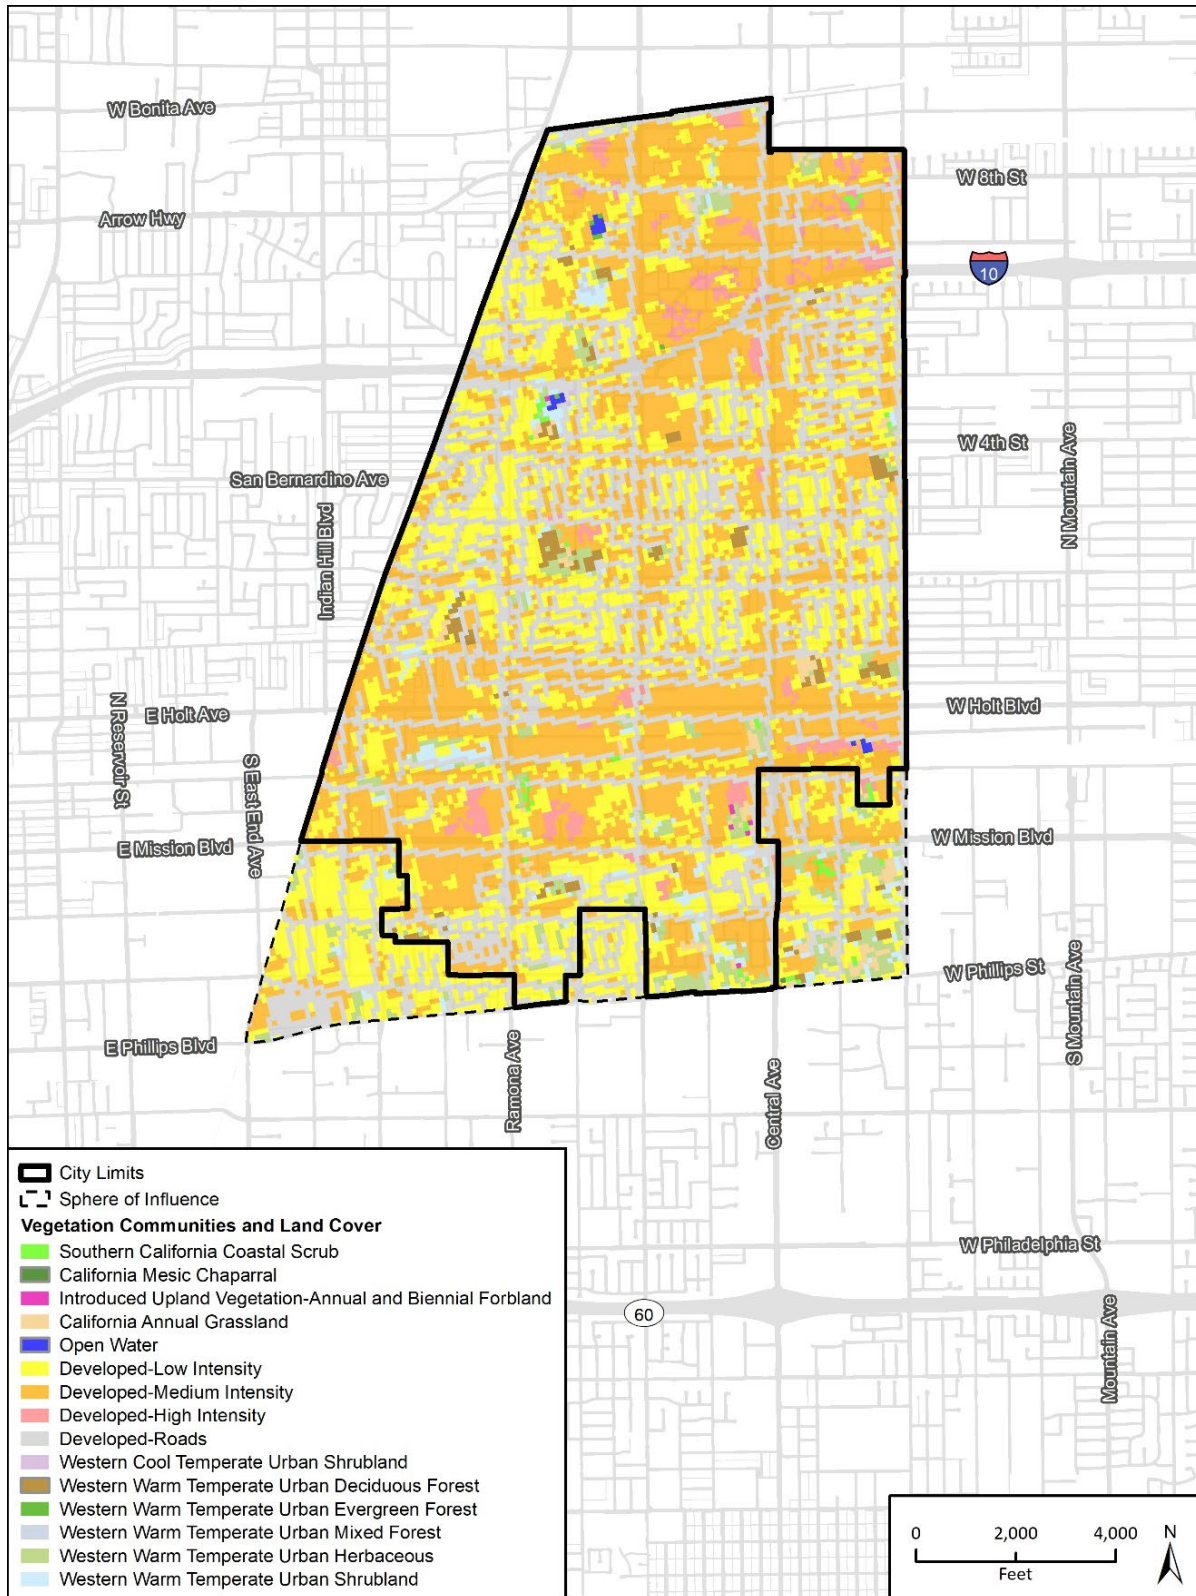 W Bonita Ave
W 8th St
Arrow Hwy
10
W 4th St
N Mountain Ave
San Bernardino Ave
Indian Hill Blvd
N Reservoir St
E Holt Ave
W Holt Blvd
S East End Ave
E Mission Blvd
W Mission Blvd
W Phillips St
S Mountain Ave
E Phillips Blvd
Ramona Ave
Central Ave
W Philadelphia St
60
Mountain Ave
City Limits
Sphere of Influence
Vegetation Communities and Land Cover
Southern California Coastal Scrub
California Mesic Chaparral
Introduced Upland Vegetation-Annual and Biennial Forbland
California Annual Grassland
Open Water
Developed-Low Intensity
Developed-Medium Intensity
Developed-High Intensity
Developed-Roads
Western Cool Temperate Urban Shrubland
Western Warm Temperate Urban Deciduous Forest
Western Warm Temperate Urban Evergreen Forest
Western Warm Temperate Urban Mixed Forest
Western Warm Temperate Urban Herbaceous
Western Warm Temperate Urban Shrubland
0 2,000 4,000 N
Feet